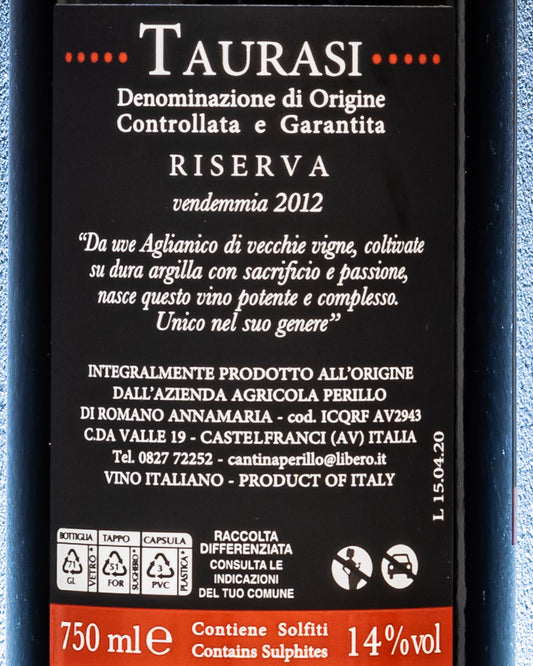 TAURASI
Denominazione di Origine
Controllata e Garantita
RISERVA
vendemmia 2012
“Da uve Aglianico di vecchie vigne, coltivate
su dura argilla con sacrificio e passione,
nasce questo vino potente e complesso.
Unico nel suo genere”
INTEGRALMENTE PRODOTTO ALL'ORIGINE
DALL'AZIENDA AGRICOLA PERILLO
DI ROMANO ANNAMARIA - cod. ICQRF AV2943
C.DA VALLE 19 - CASTELFRANCI (AV) ITALIA
Tel. 0827 72252 - cantinaperillo@libero.it
VINO ITALIANO - PRODUCT OF ITALY
L 15.04.20
BOTTIGLIA
71
GL
VETRO*
TAPPO
51
FOR
SUGHERO*
CAPSULA
3
PVC
PLASTICA*
RACCOLTA
DIFFERENZIATA
CONSULTA LE
INDICAZIONI
DEL TUO COMUNE
750 ml e
Contiene Solfiti
Contains Sulphites
14%vol